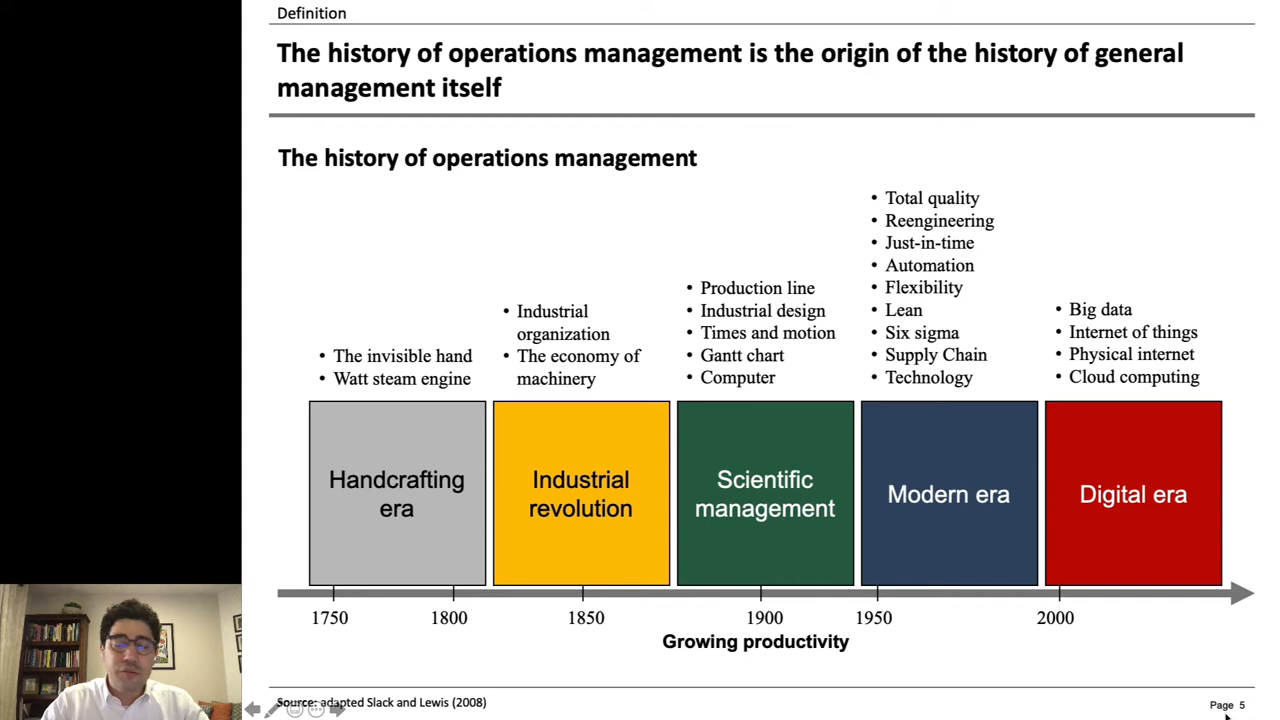 Definition
The history of operations management is the origin of the history of general
management itself
The history of operations management
• The invisible hand
• Watt steam engine
• Industrial
organization
• The economy of
machinery
• Production line
• Industrial design
• Times and motion
• Gantt chart
• Computer
• Total quality
• Reengineering
• Just-in-time
• Automation
• Flexibility
• Lean
• Six sigma
• Supply Chain
• Technology
• Big data
• Internet of things
• Physical internet
• Cloud computing
Handcrafting
era
Industrial
revolution
Scientific
management
Modern era
Digital era
1750 1800 1850 1900 1950 2000
Growing productivity
Source: adapted Slack and Lewis (2008)
Page 5